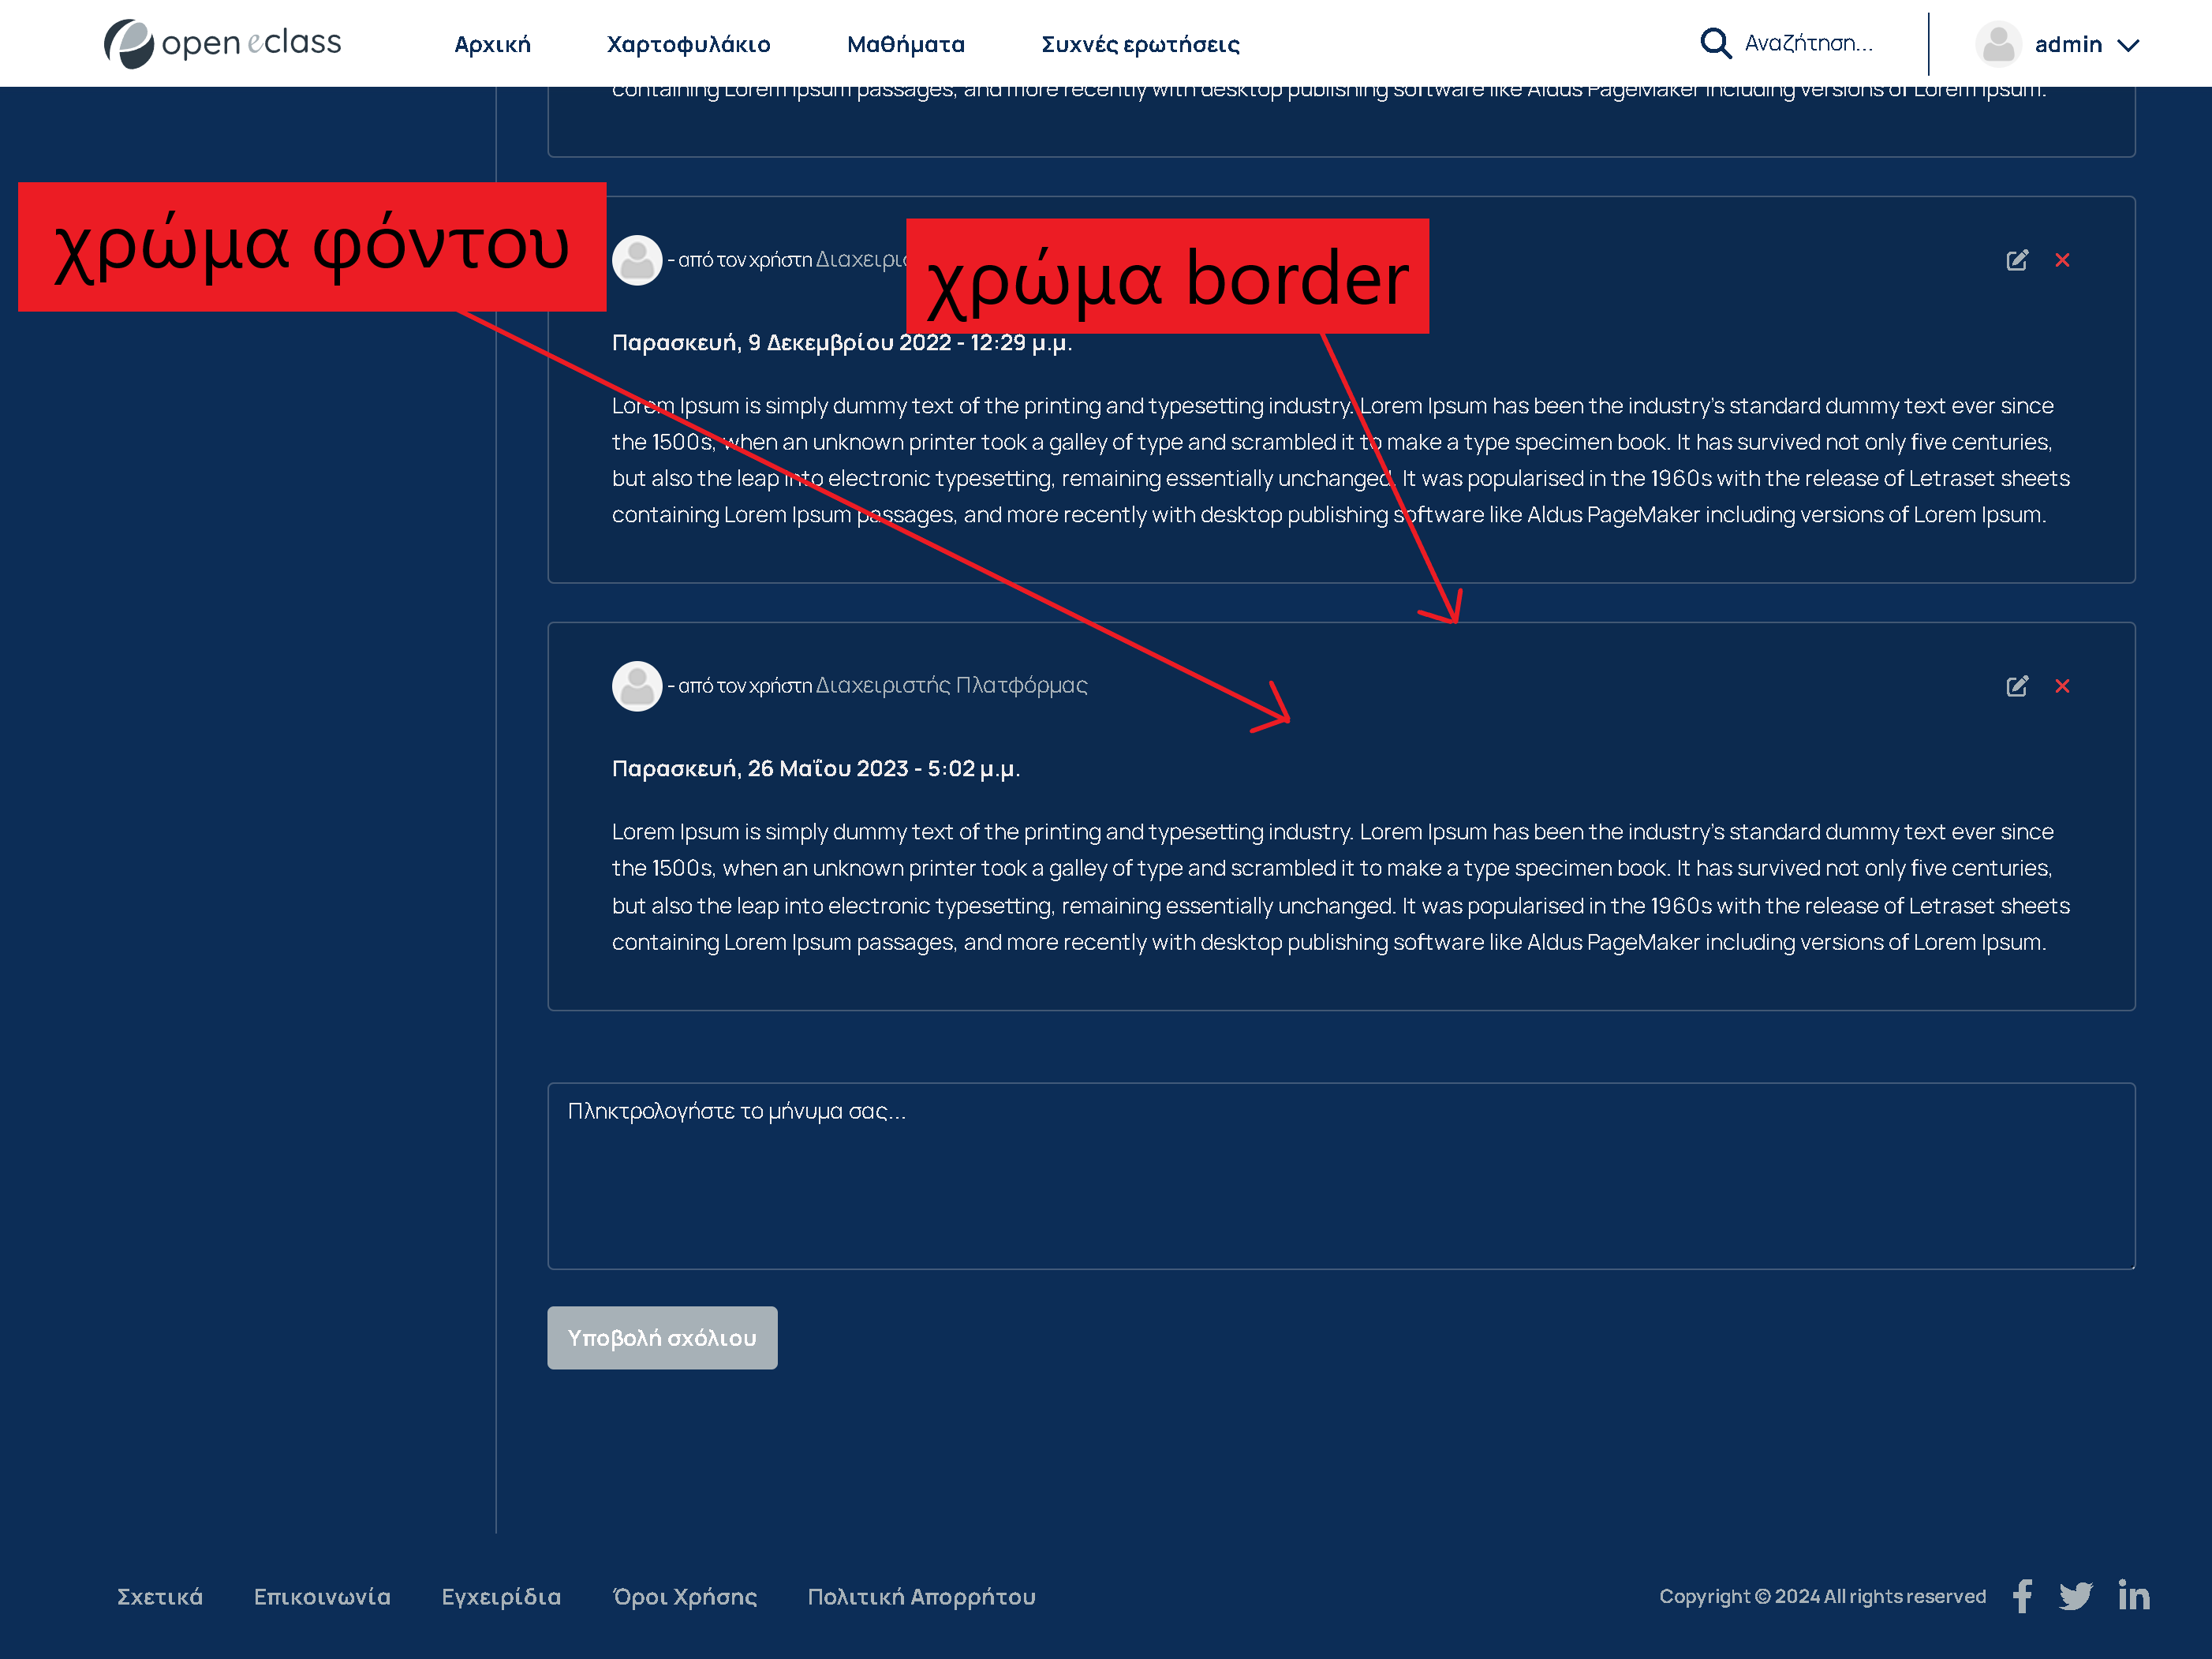 open eclass
Αρχική
Χαρτοφυλάκιο
Μαθήματα
Συχνές ερωτήσεις
Αναζήτηση...
admin
containing Lorem Ipsum passages, and more recently with desktop publishing software like Aldus PageMaker including versions of Lorem Ipsum.
χρώμα φόντου
- από τον χρήστη Διαχειρισ
χρώμα border
Παρασκευή, 9 Δεκεμβρίου 2022 - 12:29 μ.μ.
Lorem Ipsum is simply dummy text of the printing and typesetting industry. Lorem Ipsum has been the industry's standard dummy text ever since
the 1500s, when an unknown printer took a galley of type and scrambled it to make a type specimen book. It has survived not only five centuries,
but also the leap into electronic typesetting, remaining essentially unchanged. It was popularised in the 1960s with the release of Letraset sheets
containing Lorem Ipsum passages, and more recently with desktop publishing software like Aldus PageMaker including versions of Lorem Ipsum.
- από τον χρήστη Διαχειριστής Πλατφόρμας
Παρασκευή, 26 Μαΐου 2023 - 5:02 μ.μ.
Lorem Ipsum is simply dummy text of the printing and typesetting industry. Lorem Ipsum has been the industry's standard dummy text ever since
the 1500s, when an unknown printer took a galley of type and scrambled it to make a type specimen book. It has survived not only five centuries,
but also the leap into electronic typesetting, remaining essentially unchanged. It was popularised in the 1960s with the release of Letraset sheets
containing Lorem Ipsum passages, and more recently with desktop publishing software like Aldus PageMaker including versions of Lorem Ipsum.
Πληκτρολογήστε το μήνυμα σας...
Υποβολή σχόλιου
Σχετικά
Επικοινωνία
Εγχειρίδια
Όροι Χρήσης
Πολιτική Απορρήτου
Copyright © 2024 All rights reserved